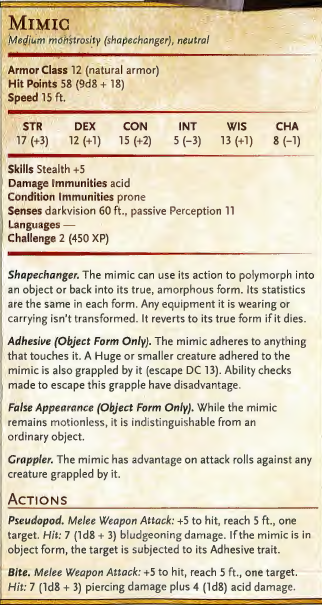 MIMIC
Medium monstrosity (shapechanger), neutral
Armor Class 12 (natural armor)
Hit Points 58 (9d8 + 18)
Speed 15 ft.
STR DEX CON INT WIS CHA
17 (+3) 12 (+1) 15 (+2) 5 (−3) 13 (+1) 8 (−1)
Skills Stealth +5
Damage Immunities acid
Condition Immunities prone
Senses darkvision 60 ft., passive Perception 11
Languages —
Challenge 2 (450 XP)
Shapechanger. The mimic can use its action to polymorph into
an object or back into its true, amorphous form. Its statistics
are the same in each form. Any equipment it is wearing or
carrying isn't transformed. It reverts to its true form if it dies.
Adhesive (Object Form Only). The mimic adheres to anything
that touches it. A Huge or smaller creature adhered to the
mimic is also grappled by it (escape DC 13). Ability checks
made to escape this grapple have disadvantage.
False Appearance (Object Form Only). While the mimic
remains motionless, it is indistinguishable from an
ordinary object.
Grappler. The mimic has advantage on attack rolls against any
creature grappled by it.
ACTIONS
Pseudopod. Melee Weapon Attack: +5 to hit, reach 5 ft., one
target. Hit: 7 (1d8 + 3) bludgeoning damage. If the mimic is in
object form, the target is subjected to its Adhesive trait.
Bite. Melee Weapon Attack: +5 to hit, reach 5 ft., one target.
Hit: 7 (1d8 + 3) piercing damage plus 4 (1d8) acid damage.